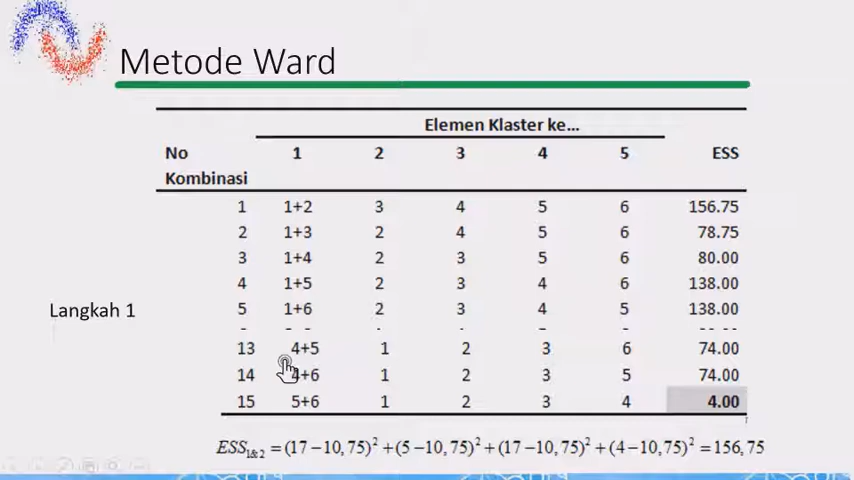 Metode Ward
Elemen Klaster ke...
No Kombinasi 1 2 3 4 5 ESS
1 1+2 3 4 5 6 156.75
2 1+3 2 4 5 6 78.75
3 1+4 2 3 5 6 80.00
4 1+5 2 3 4 6 138.00
5 1+6 2 3 4 5 138.00
Langkah 1
13 4+5 1 2 3 6 74.00
14 4+6 1 2 3 5 74.00
15 5+6 1 2 3 4 4.00
ESS1&2 = (17−10,75)² + (5−10,75)² + (17−10,75)² + (4−10,75)² = 156,75